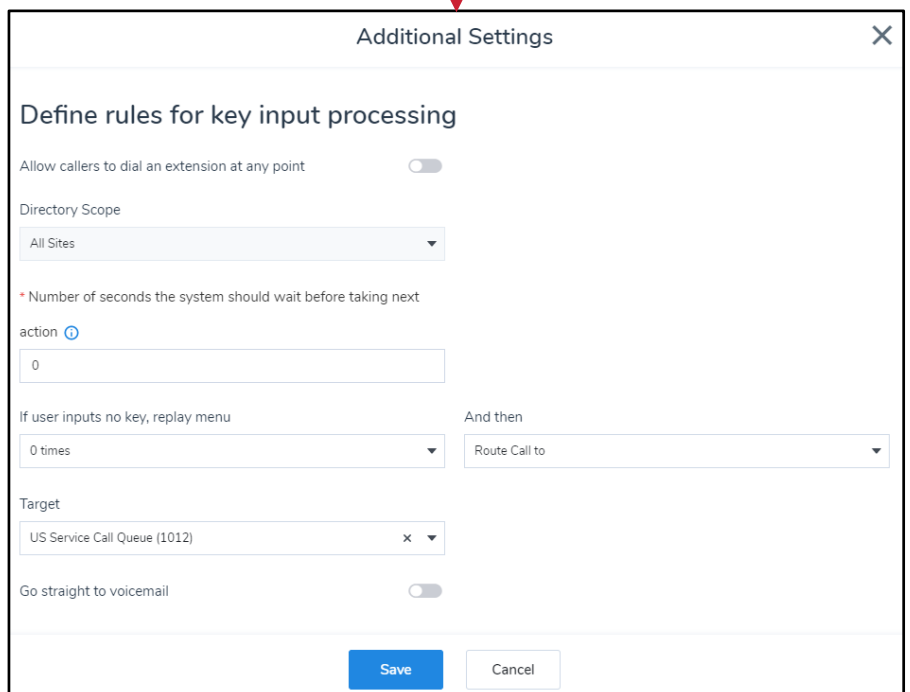 Additional Settings
Define rules for key input processing
Allow callers to dial an extension at any point
Directory Scope
All Sites
* Number of seconds the system should wait before taking next
action
0
If user inputs no key, replay menu
And then
0 times
Route Call to
Target
US Service Call Queue (1012)
Go straight to voicemail
Save
Cancel